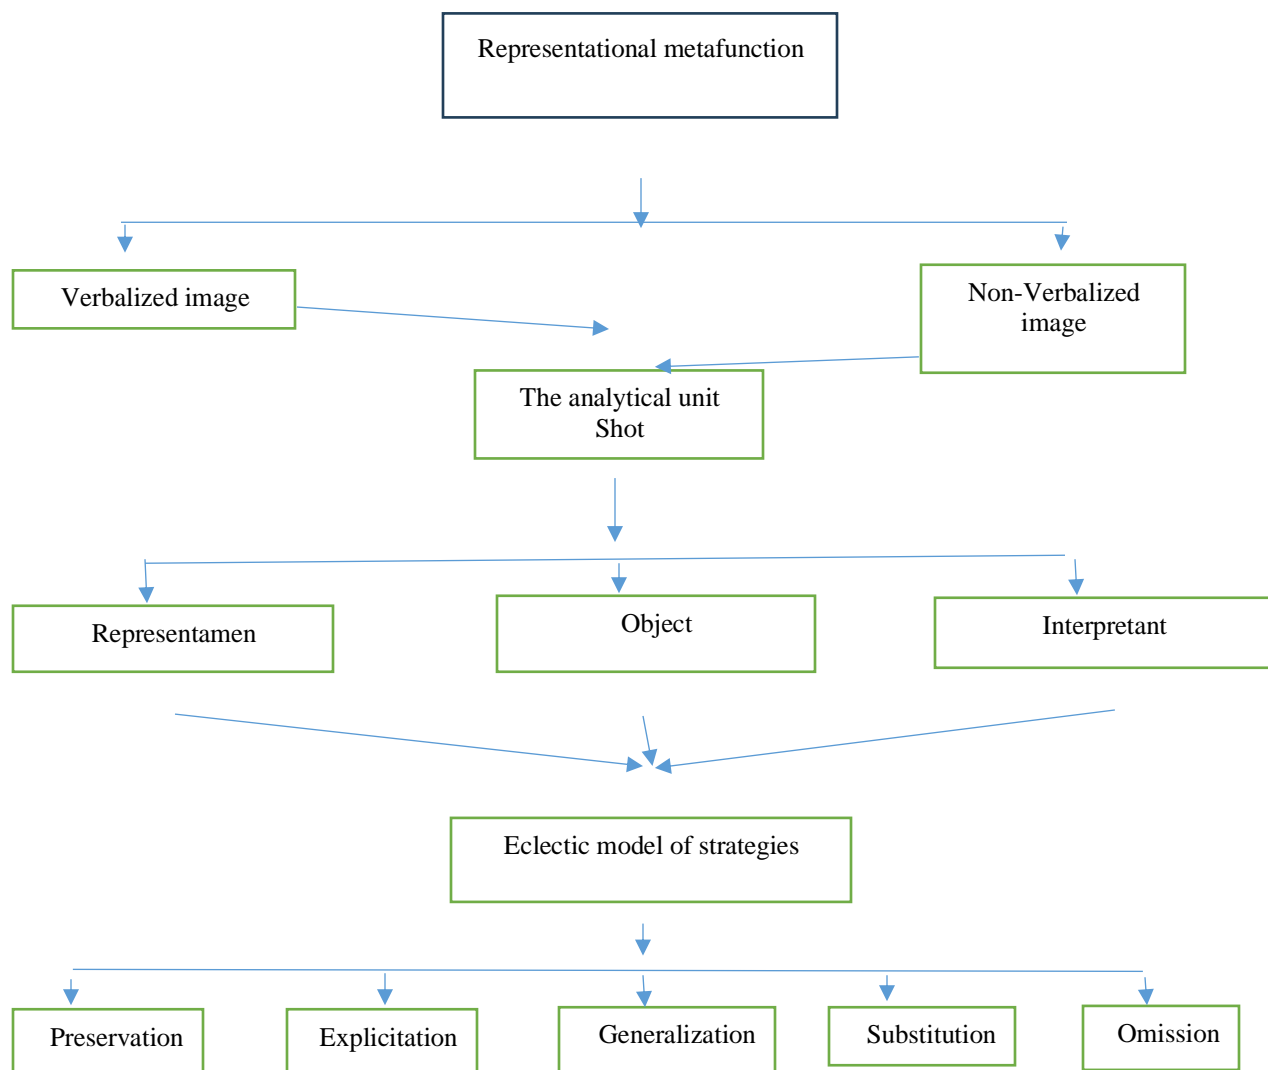 Representational metafunction
Verbalized image
Non-Verbalized
image
The analytical unit
Shot
Representamen
Object
Interpretant
Eclectic model of strategies
Preservation
Explicitation
Generalization
Substitution
Omission